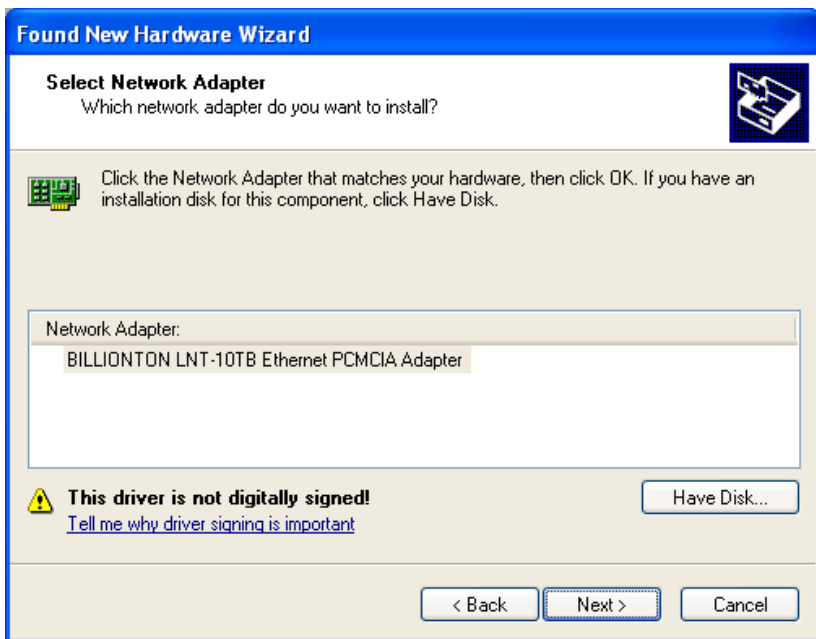 Found New Hardware Wizard
Select Network Adapter
Which network adapter do you want to install?
Click the Network Adapter that matches your hardware, then click OK. If you have an
installation disk for this component, click Have Disk.
Network Adapter:
BILLIONTON LNT-10TB Ethernet PCMCIA Adapter
This driver is not digitally signed!
Have Disk...
Tell me why driver signing is important
< Back
Next >
Cancel